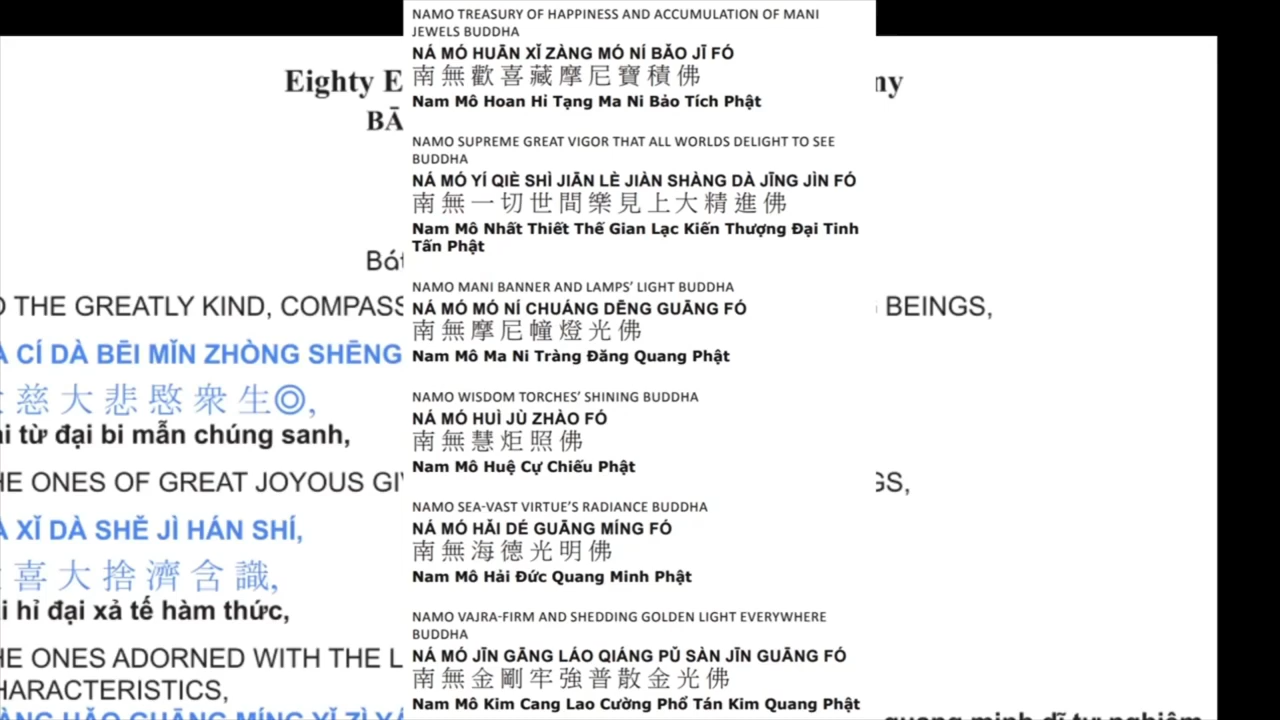 NAMO TREASURY OF HAPPINESS AND ACCUMULATION OF MANI
JEWELS BUDDHA
NÁ MÓ HUĀN XǏ ZÀNG MÓ NÍ BǍO JĪ FÓ
南無歡喜藏摩尼寶積佛
Nam Mô Hoan Hỉ Tạng Ma Ni Bảo Tích Phật
NAMO SUPREME GREAT VIGOR THAT ALL WORLDS DELIGHT TO SEE
BUDDHA
NÁ MÓ YÍ QIÈ SHÌ JIĀN LÈ JIÀN SHÀNG DÀ JĪNG JÌN FÓ
南無一切世間樂見上大精進佛
Nam Mô Nhất Thiết Thế Gian Lạc Kiến Thượng Đại Tinh
Tấn Phật
NAMO MANI BANNER AND LAMPS’ LIGHT BUDDHA
NÁ MÓ MÓ NÍ CHUÁNG DĒNG GUĀNG FÓ
南無摩尼幢燈光佛
Nam Mô Ma Ni Tràng Đăng Quang Phật
NAMO WISDOM TORCHES’ SHINING BUDDHA
NÁ MÓ HUÌ JÙ ZHÀO FÓ
南無慧炬照佛
Nam Mô Huệ Cự Chiếu Phật
NAMO SEA-VAST VIRTUE’S RADIANCE BUDDHA
NÁ MÓ HǍI DÉ GUĀNG MÍNG FÓ
南無海德光明佛
Nam Mô Hải Đức Quang Minh Phật
NAMO VAJRA-FIRM AND SHEDDING GOLDEN LIGHT EVERYWHERE
BUDDHA
NÁ MÓ JĪN GĀNG LÁO QIÁNG PǓ SÀN JĪN GUĀNG FÓ
南無金剛牢強普散金光佛
Nam Mô Kim Cang Lao Cường Phổ Tán Kim Quang Phật
Eighty E
BĀ
Bát
THE GREATLY KIND, COMPASS BEINGS,
CÍ DÀ BĒI MǏN ZHÒNG SHĒNG
慈大悲愍衆生◎,
từ đại bi mẫn chúng sanh,
HE ONES OF GREAT JOYOUS GI GS,
XǏ DÀ SHĚ JÌ HÁN SHÍ,
喜大捨濟含識,
hỉ đại xả tế hàm thức,
HE ONES ADORNED WITH THE L
HARACTERISTICS,